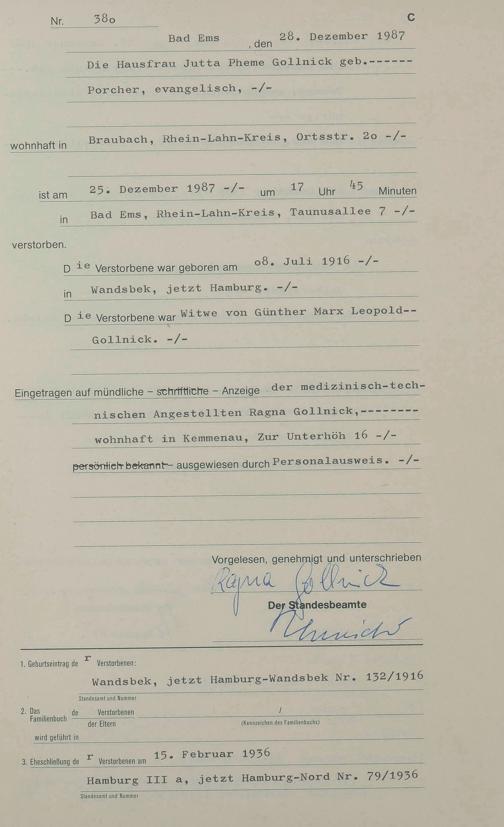 Nr. 38o C
Bad Ems , den 28. Dezember 1987
Die Hausfrau Jutta Pheme Gollnick geb.------
Porcher, evangelisch, -/-
wohnhaft in Braubach, Rhein-Lahn-Kreis, Ortsstr. 2o -/-
ist am 25. Dezember 1987 -/- um 17 Uhr 45 Minuten
in Bad Ems, Rhein-Lahn-Kreis, Taunusallee 7 -/-
verstorben.
D ie Verstorbene war geboren am o8. Juli 1916 -/-
in Wandsbek, jetzt Hamburg. -/-
D ie Verstorbene war Witwe von Günther Marx Leopold--
Gollnick. -/-
Eingetragen auf mündliche – schriftliche – Anzeige der medizinisch-tech-
nischen Angestellten Ragna Gollnick,--------
wohnhaft in Kemmenau, Zur Unterhöh 16 -/-
persönlich bekannt – ausgewiesen durch Personalausweis. -/-
Vorgelesen, genehmigt und unterschrieben
Ragna Gollnick
Der Standesbeamte
1. Geburtseintrag de r Verstorbenen:
Wandsbek, jetzt Hamburg-Wandsbek Nr. 132/1916
Standesamt und Nummer
2. Das Familienbuch de Verstorbenen /
der Eltern (Kennzeichen des Familienbuchs)
wird geführt in
3. Eheschließung de r Verstorbenen am 15. Februar 1936
Hamburg III a, jetzt Hamburg-Nord Nr. 79/1936
Standesamt und Nummer